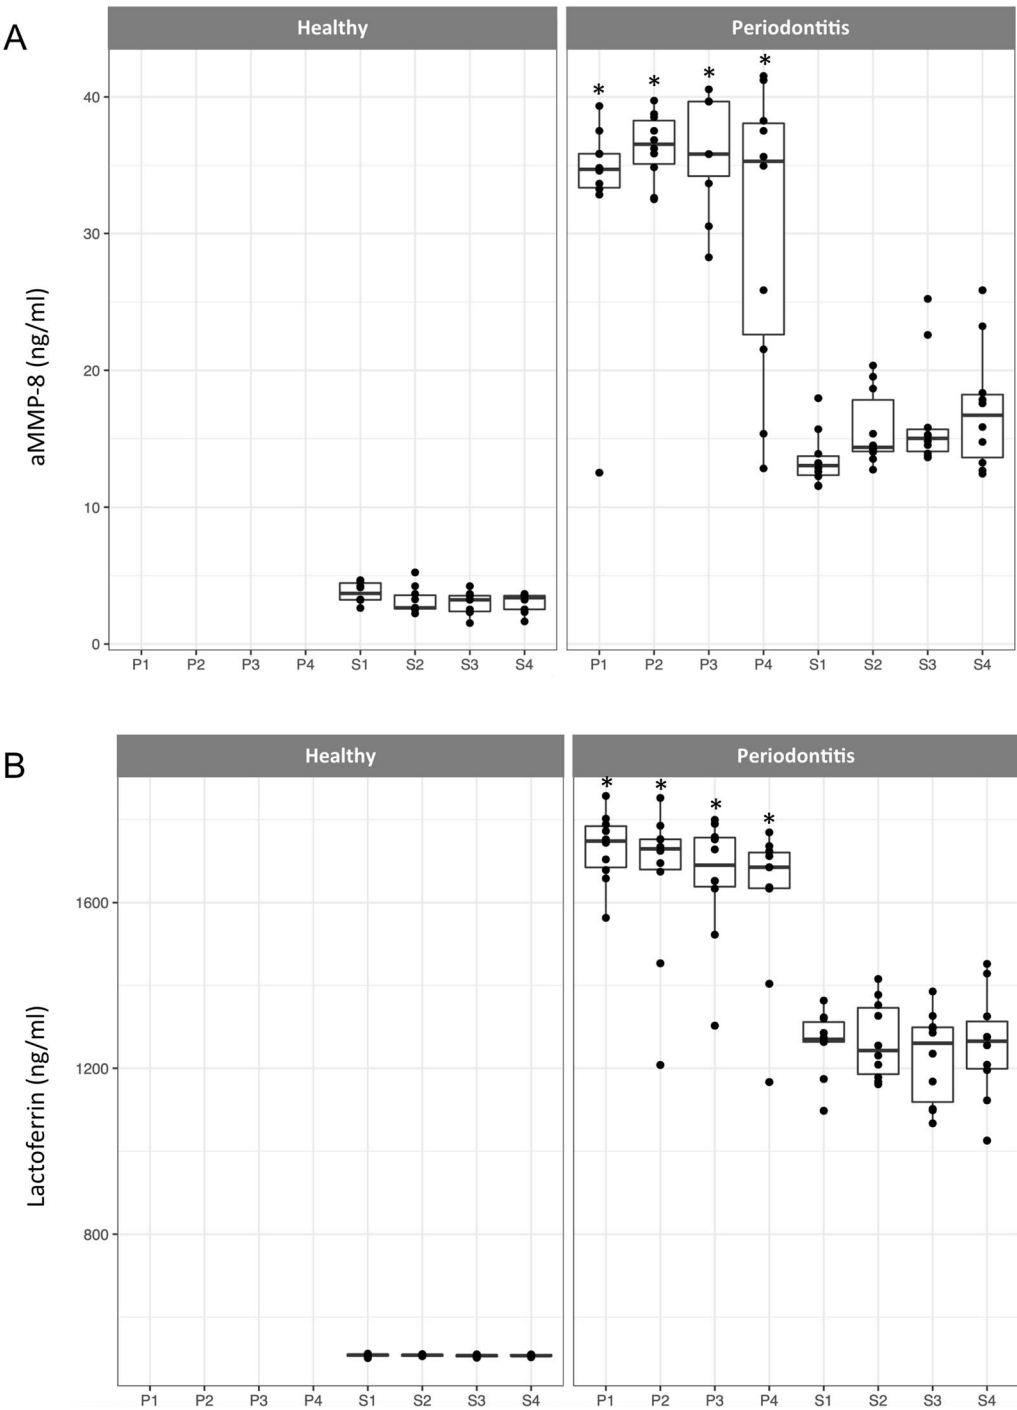 A
Healthy
Periodontitis
* * * *
40
30
20
10
0
aMMP-8 (ng/ml)
P1 P2 P3 P4 S1 S2 S3 S4
P1 P2 P3 P4 S1 S2 S3 S4
B
Healthy
Periodontitis
* * * *
1600
1200
800
Lactoferrin (ng/ml)
P1 P2 P3 P4 S1 S2 S3 S4
P1 P2 P3 P4 S1 S2 S3 S4